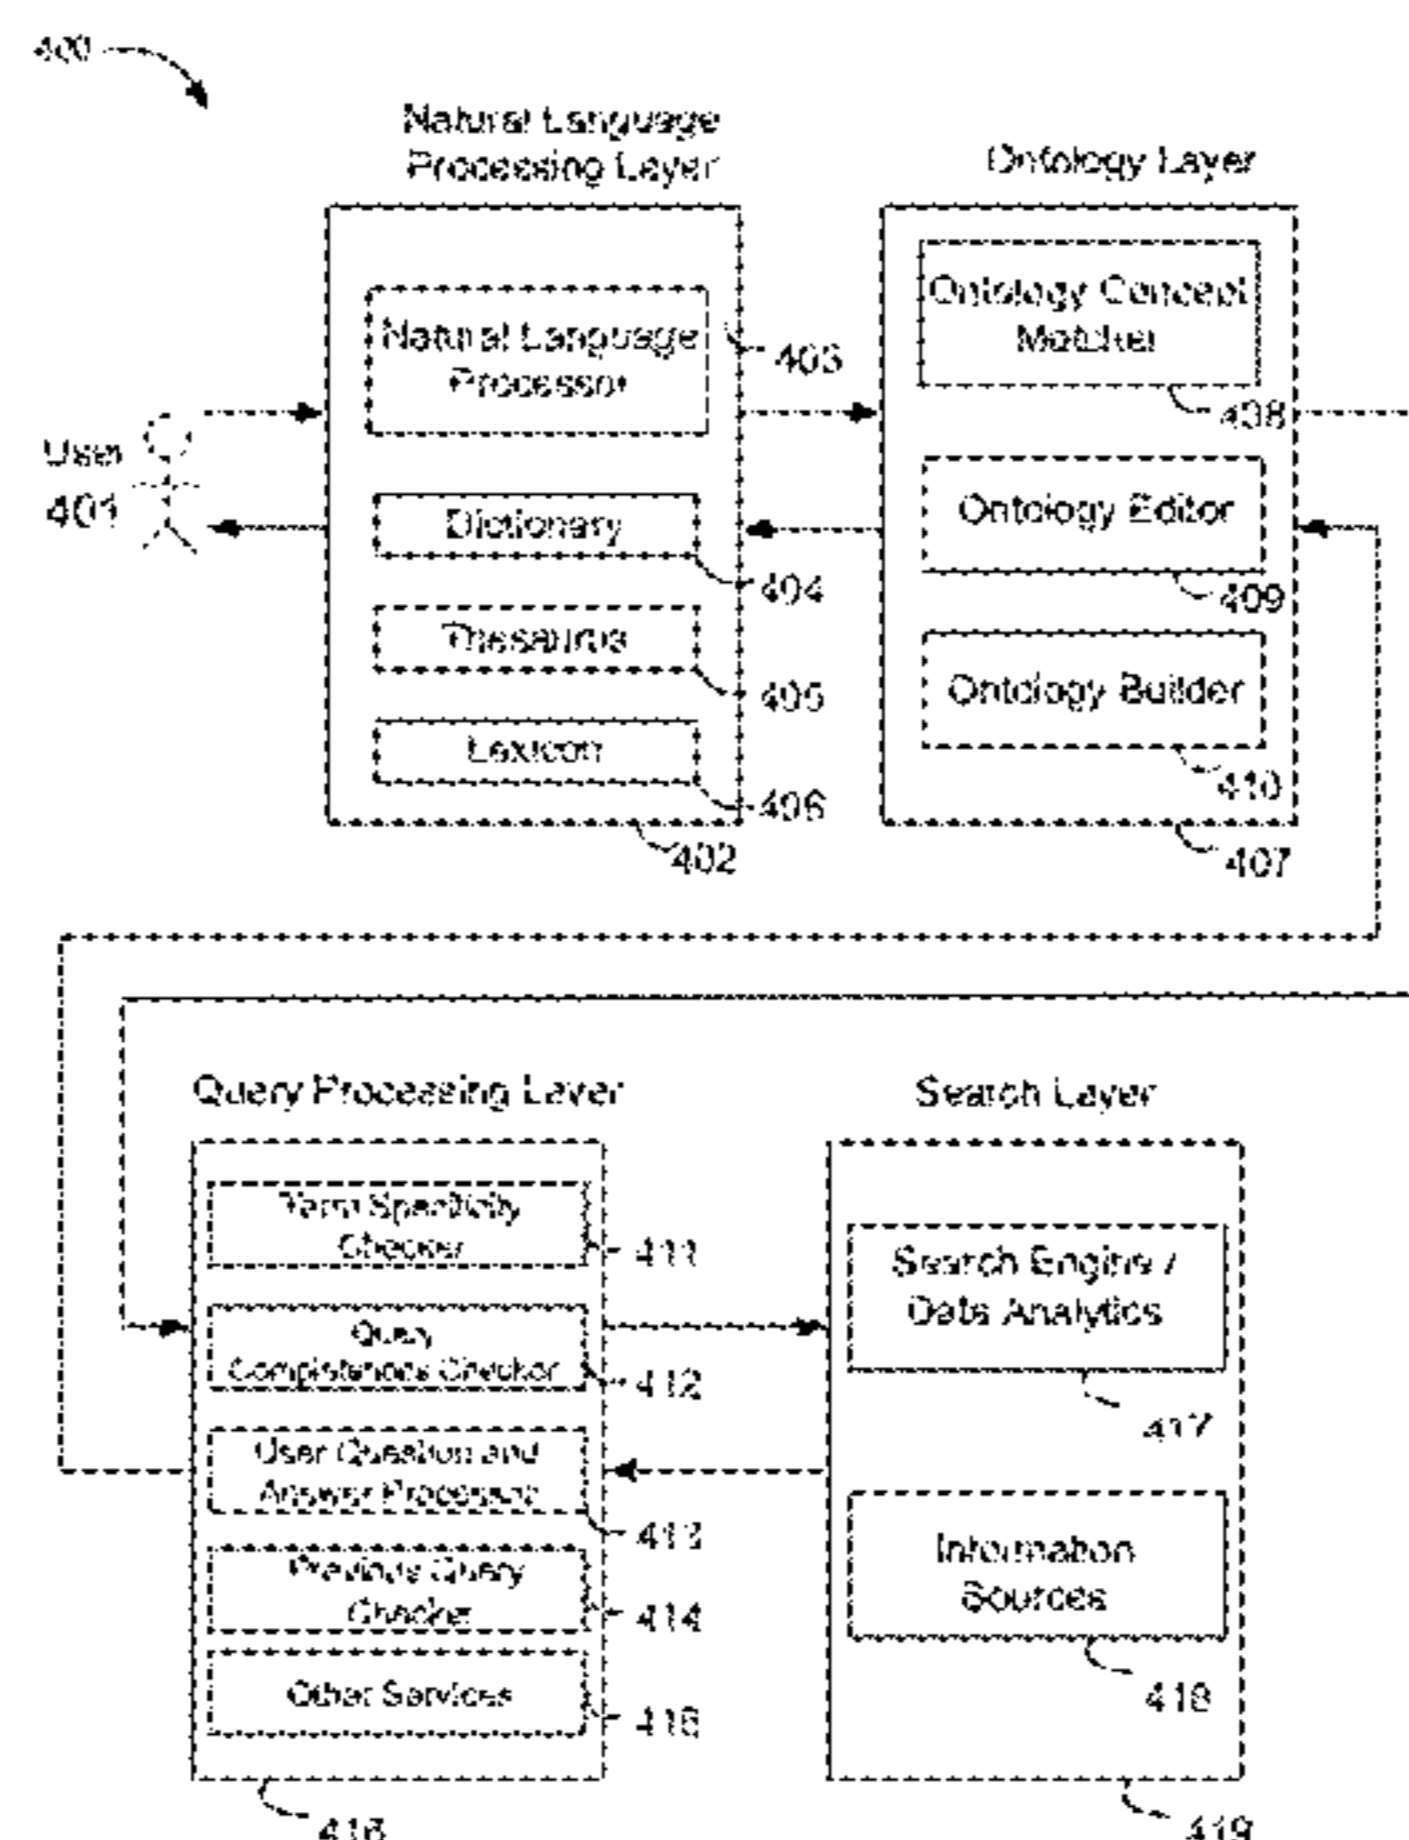 400
Natural Language
Processing Layer
Natural Language
Processor
403
Dictionary
404
Thesaurus
405
Lexicon
406
402
Ontology Layer
Ontology Concept
Matcher
408
Ontology Editor
409
Ontology Builder
410
407
User
401
Query Processing Layer
Term Specificity
Checker
411
Query
Completeness Checker
412
User Question and
Answer Processor
413
Previous Query
Checker
414
Other Services
415
416
Search Layer
Search Engine /
Data Analytics
417
Information
Sources
418
419